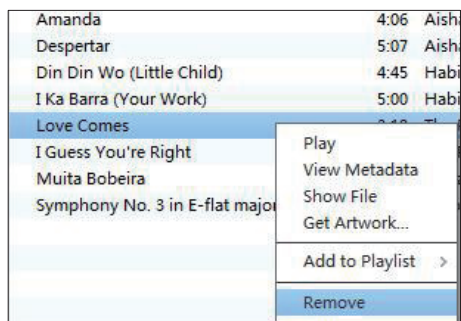 Amanda 4:06 Aish
Despertar 5:07 Aish
Din Din Wo (Little Child) 4:45 Habi
I Ka Barra (Your Work) 5:00 Habi
Love Comes
I Guess You're Right
Muita Bobeira
Symphony No. 3 in E-flat major
Play
View Metadata
Show File
Get Artwork...
Add to Playlist >
Remove